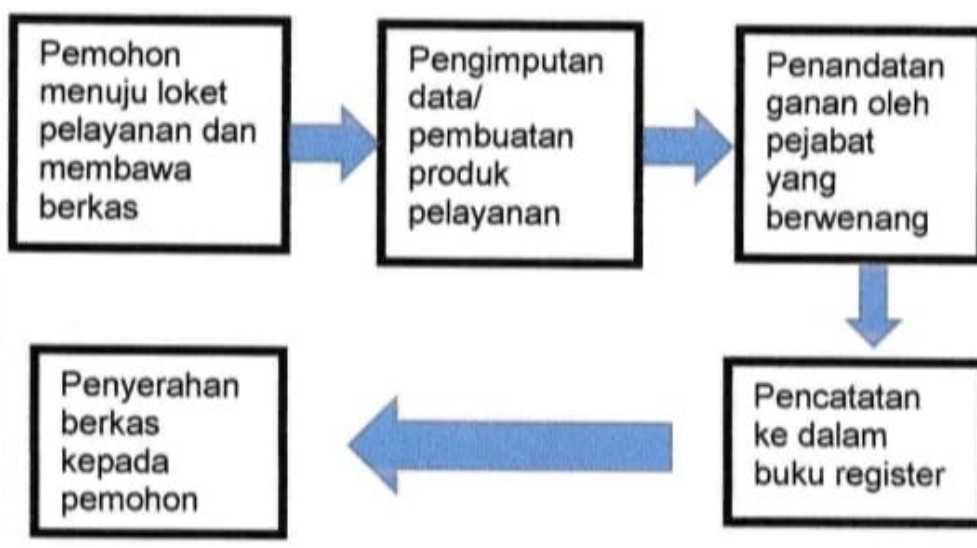 Pemohon
menuju loket
pelayanan dan
membawa
berkas
Pengimputan
data/
pembuatan
produk
pelayanan
Penandatan
ganan oleh
pejabat
yang
berwenang
Pencatatan
ke dalam
buku register
Penyerahan
berkas
kepada
pemohon